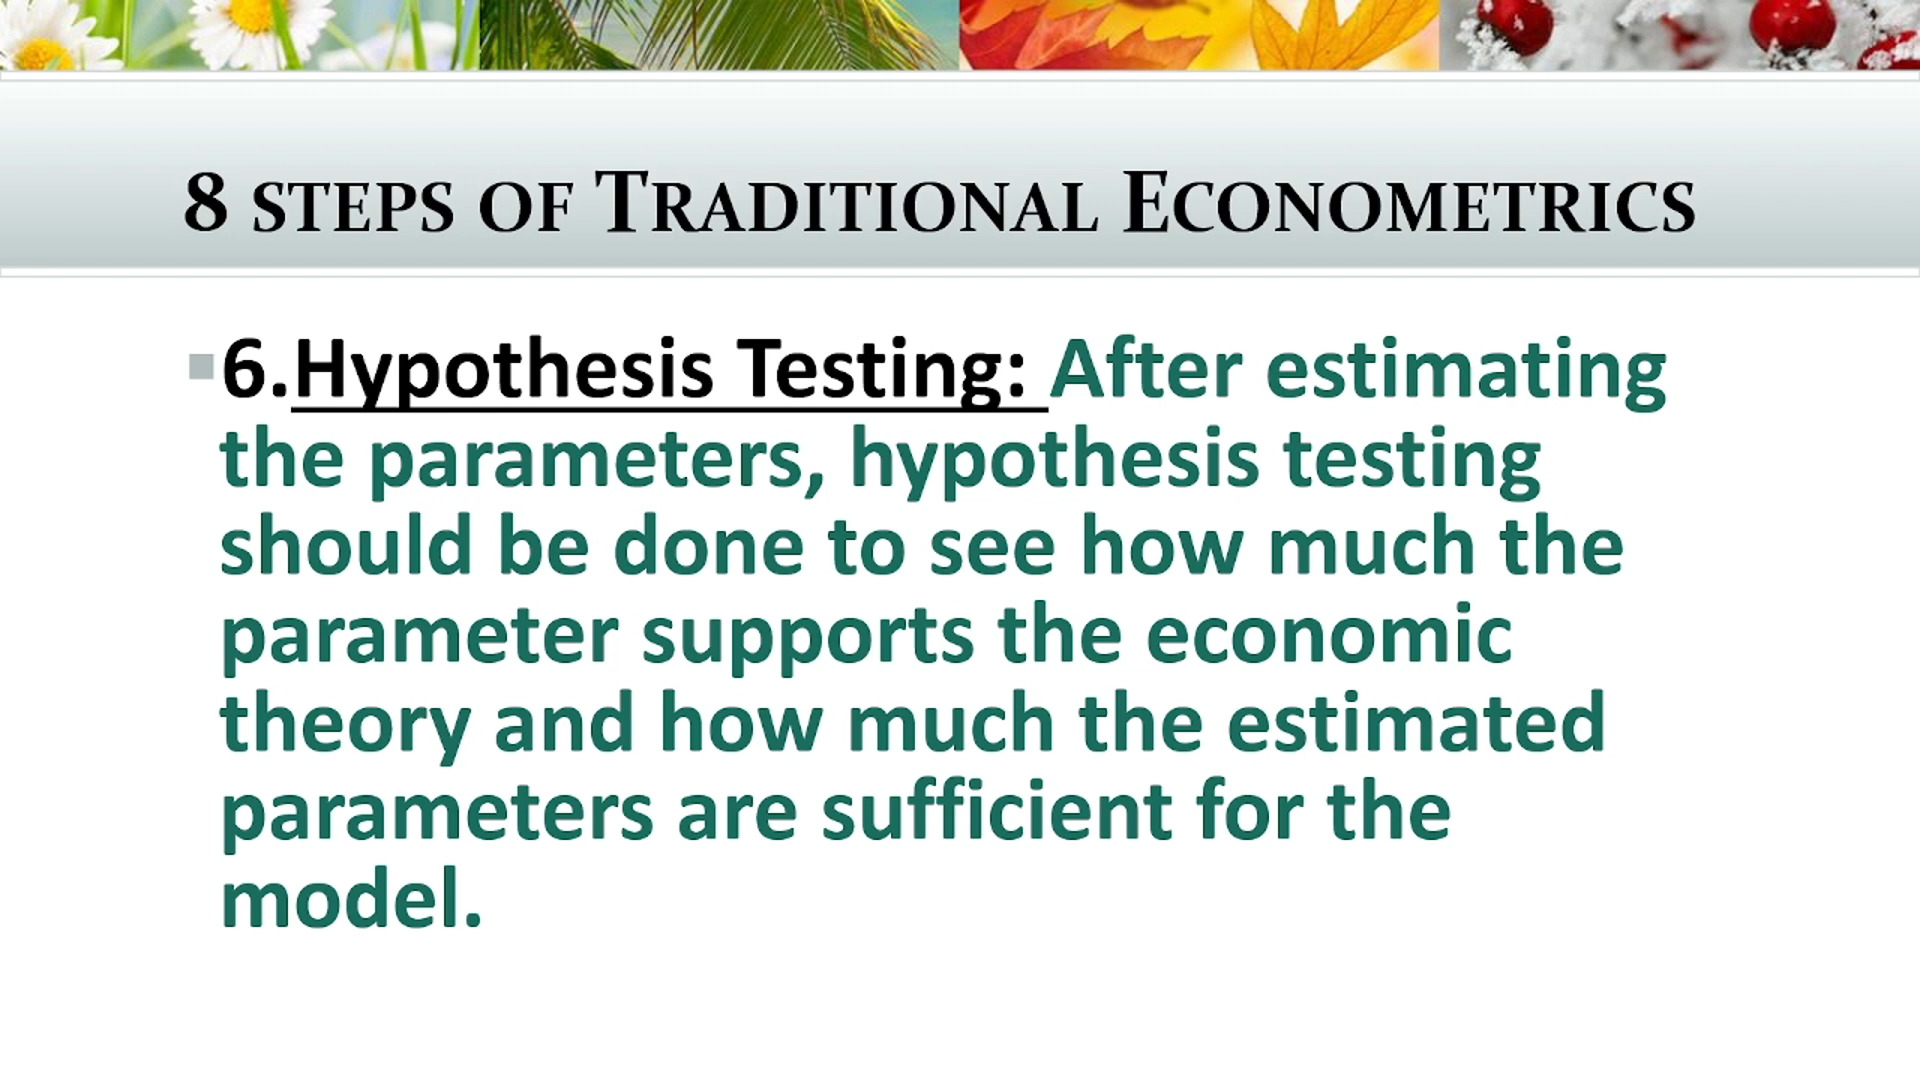 8 STEPS OF TRADITIONAL ECONOMETRICS
6.Hypothesis Testing: After estimating
the parameters, hypothesis testing
should be done to see how much the
parameter supports the economic
theory and how much the estimated
parameters are sufficient for the
model.